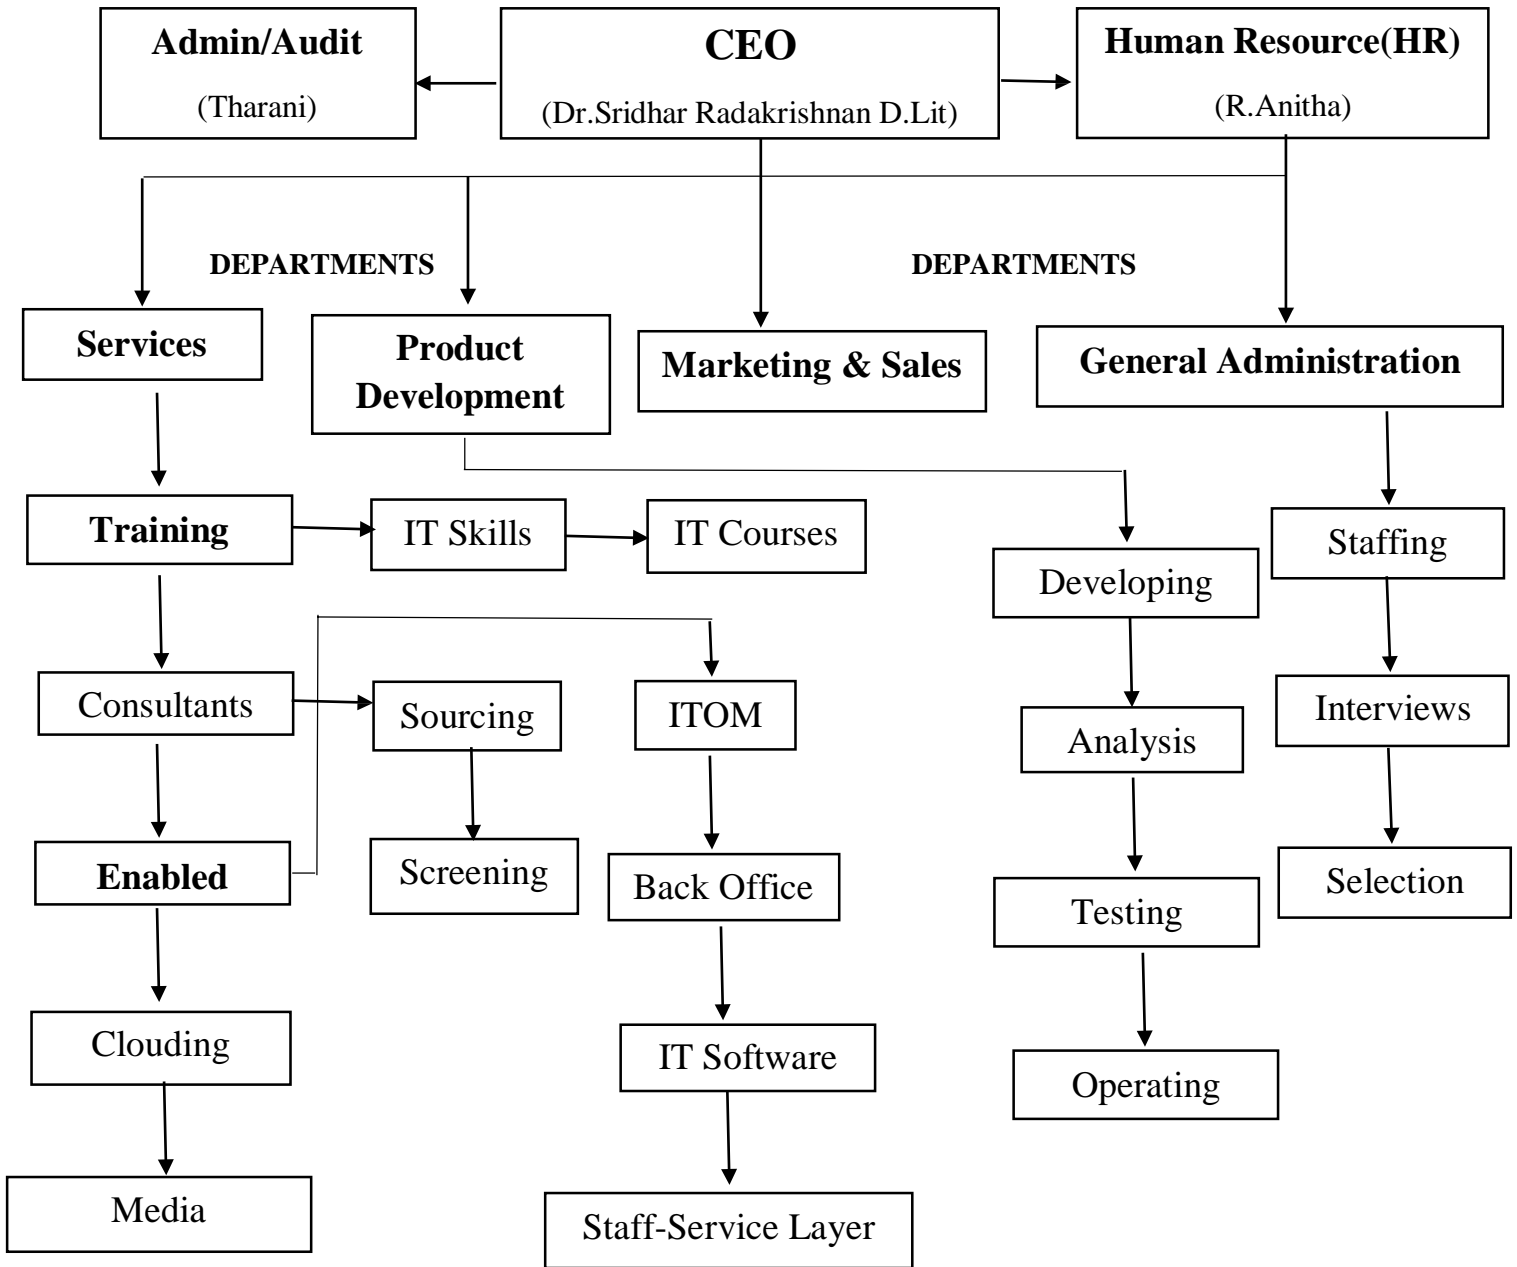 Admin/Audit
(Tharani)
CEO
(Dr.Sridhar Radakrishnan D.Lit)
Human Resource(HR)
(R.Anitha)
DEPARTMENTS
DEPARTMENTS
Services
Product
Development
Marketing & Sales
General Administration
Training
IT Skills
IT Courses
Developing
Staffing
Consultants
Sourcing
ITOM
Analysis
Interviews
Enabled
Screening
Back Office
Testing
Selection
Clouding
IT Software
Operating
Media
Staff-Service Layer